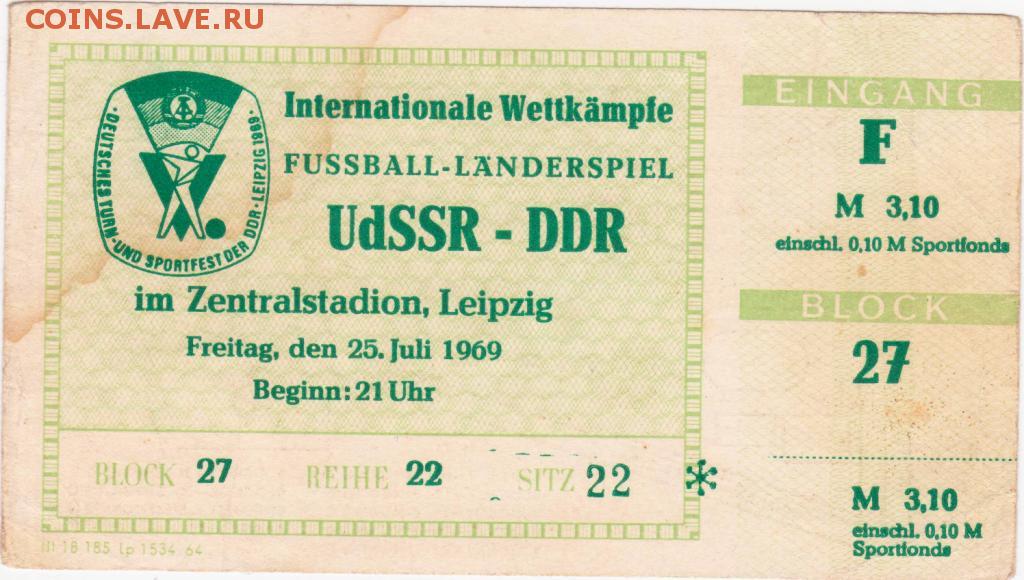 COINS.LAVE.RU
DEUTSCHES TURN-UND SPORTFEST DER DDR·LEIPZIG 1969·
Internationale Wettkämpfe
FUSSBALL-LÄNDERSPIEL
UdSSR - DDR
im Zentralstadion, Leipzig
Freitag, den 25. Juli 1969
Beginn: 21 Uhr
BLOCK 27 REIHE 22 SITZ 22
III 18 185 Lp 1534 64
EINGANG
F
M 3,10
einschl. 0,10 M Sportfonds
BLOCK
27
M 3,10
einschl. 0,10 M
Sportfonds